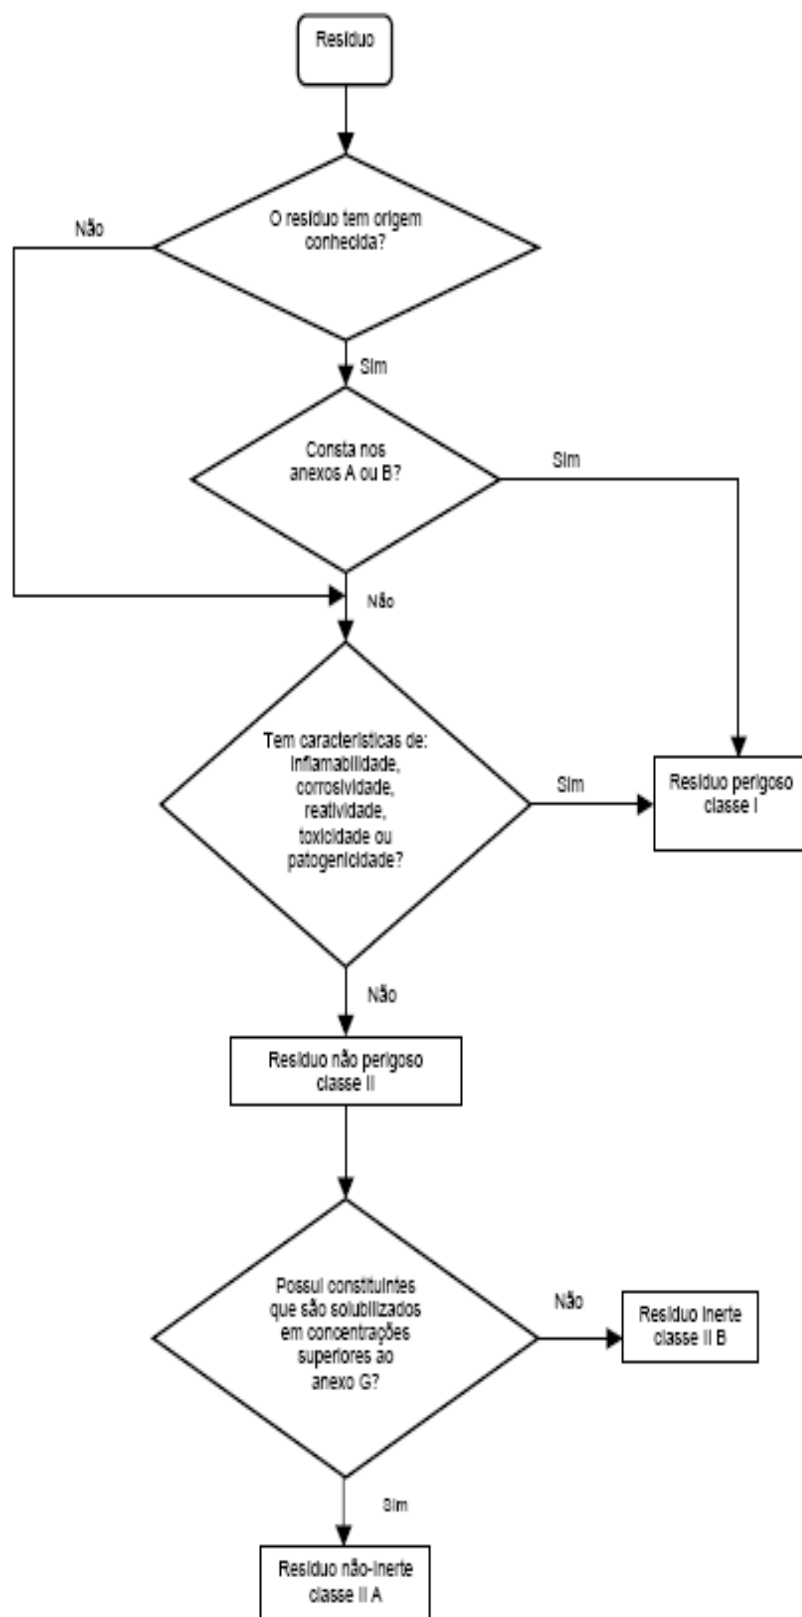 Resíduo
O resíduo tem origem
conhecida?
Não
Sim
Consta nos
anexos A ou B?
Sim
Não
Tem características de:
Inflamabilidade,
corrosividade,
reatividade,
toxicidade ou
patogenicidade?
Sim
Resíduo perigoso
classe I
Não
Resíduo não perigoso
classe II
Possui constituintes
que são solubilizados
em concentrações
superiores ao
anexo G?
Não
Resíduo Inerte
classe II B
Sim
Resíduo não-Inerte
classe II A